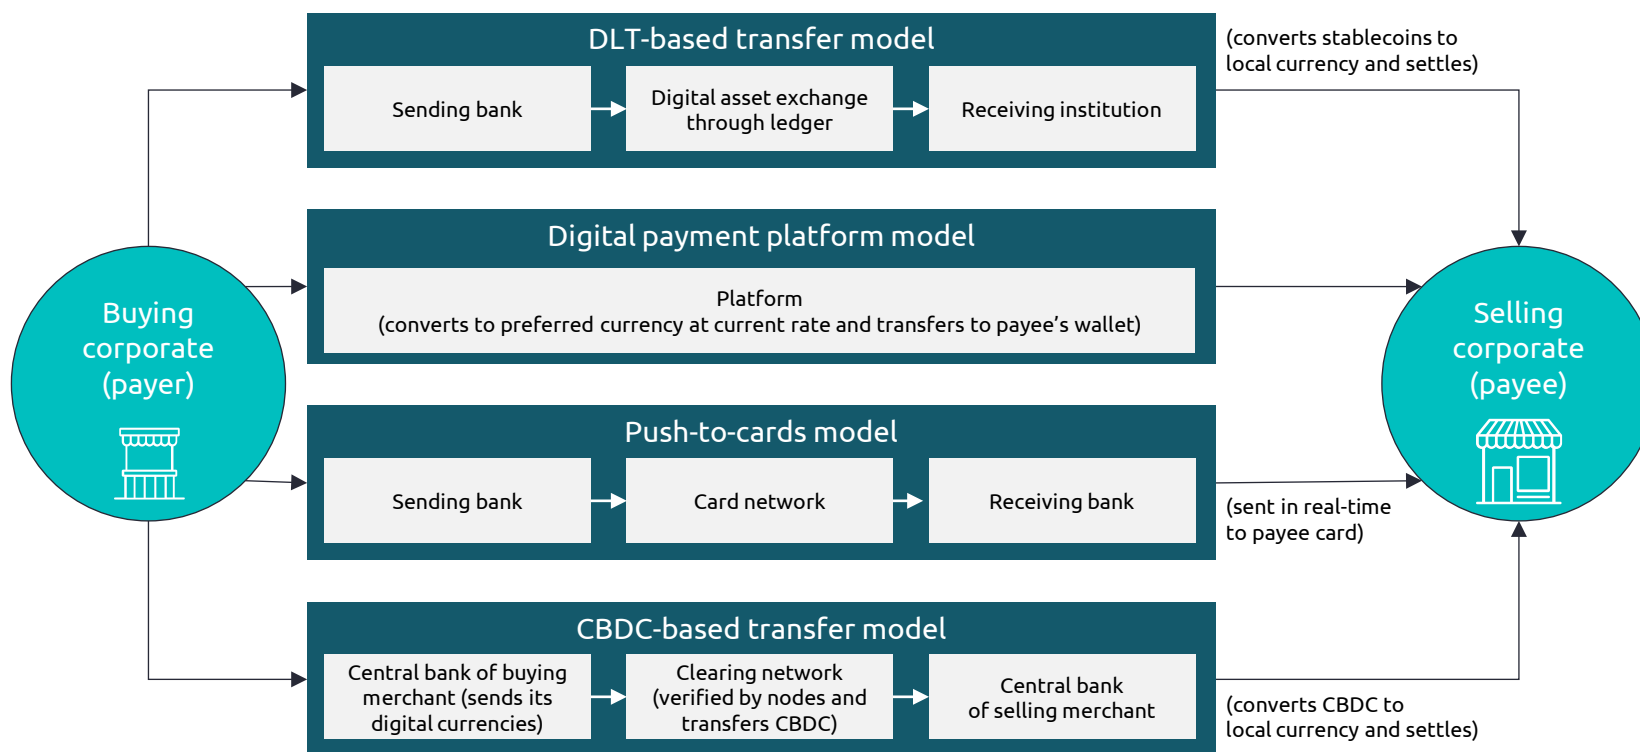 DLT-based transfer model
Sending bank
Digital asset exchange
through ledger
Receiving institution
(converts stablecoins to
local currency and settles)
Digital payment platform model
Platform
(converts to preferred currency at current rate and transfers to payee’s wallet)
Buying
corporate
(payer)
Selling
corporate
(payee)
Push-to-cards model
Sending bank
Card network
Receiving bank
(sent in real-time
to payee card)
CBDC-based transfer model
Central bank of buying
merchant (sends its
digital currencies)
Clearing network
(verified by nodes and
transfers CBDC)
Central bank
of selling merchant
(converts CBDC to
local currency and settles)